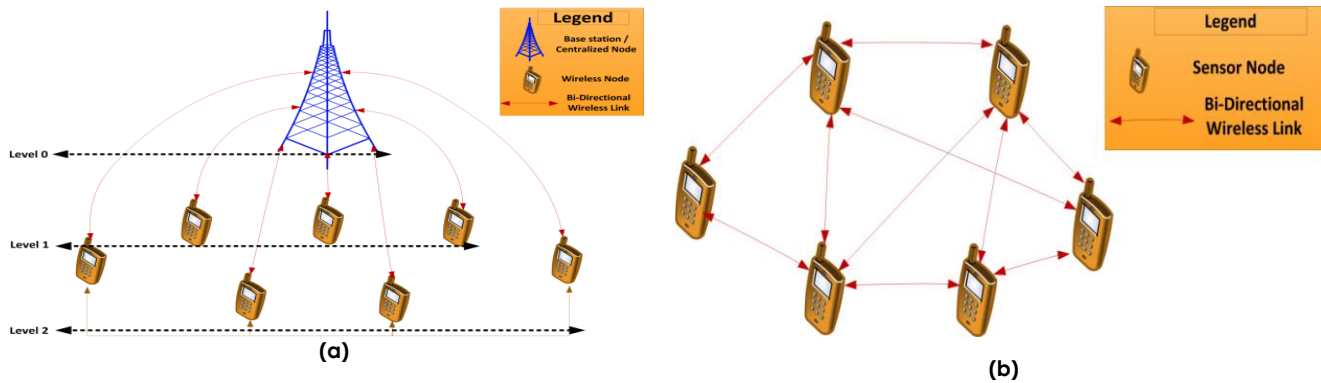 Legend
Base station /
Centralized Node
Wireless Node
Bi-Directional
Wireless Link
Level 0
Level 1
Level 2
(a)
Legend
Sensor Node
Bi-Directional
Wireless Link
(b)